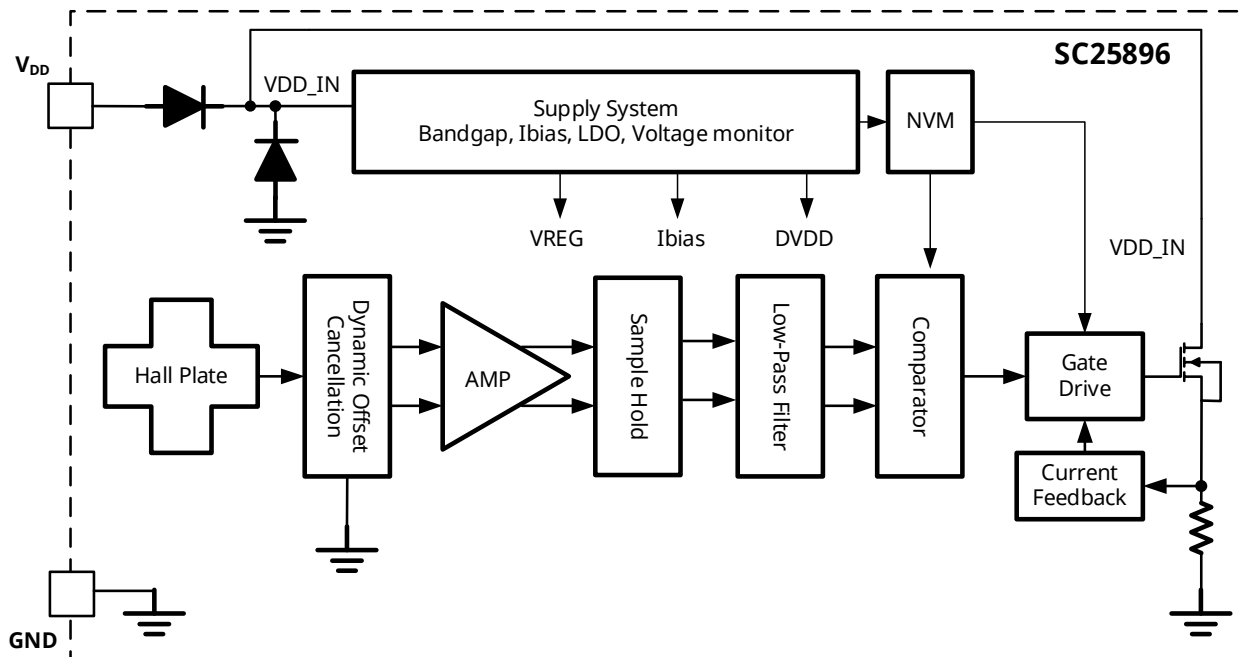 SC25896
VDD
VDD_IN
Supply System
Bandgap, Ibias, LDO, Voltage monitor
NVM
VREG
Ibias
DVDD
VDD_IN
Hall Plate
Dynamic Offset
Cancellation
AMP
Sample Hold
Low-Pass Filter
Comparator
Gate
Drive
Current
Feedback
GND